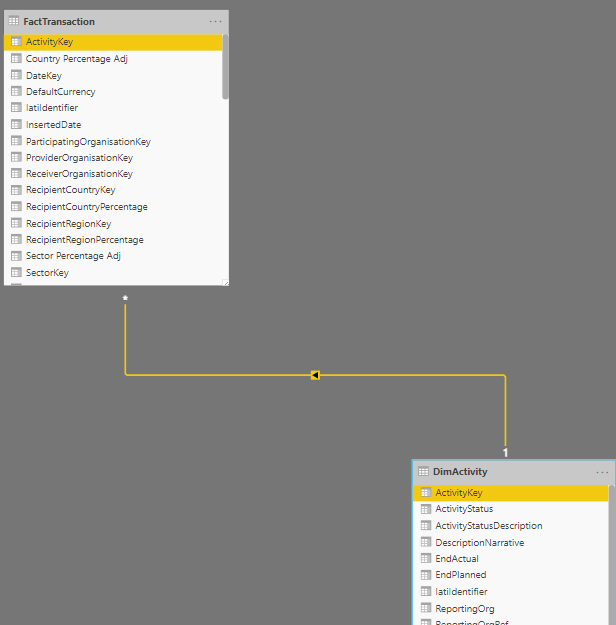 FactTransaction
ActivityKey
Country Percentage Adj
DateKey
DefaultCurrency
IatiIdentifier
InsertedDate
ParticipatingOrganisationKey
ProviderOrganisationKey
ReceiverOrganisationKey
RecipientCountryKey
RecipientCountryPercentage
RecipientRegionKey
RecipientRegionPercentage
Sector Percentage Adj
SectorKey
*
1
DimActivity
ActivityKey
ActivityStatus
ActivityStatusDescription
DescriptionNarrative
EndActual
EndPlanned
IatiIdentifier
ReportingOrg
ReportingOrgRef